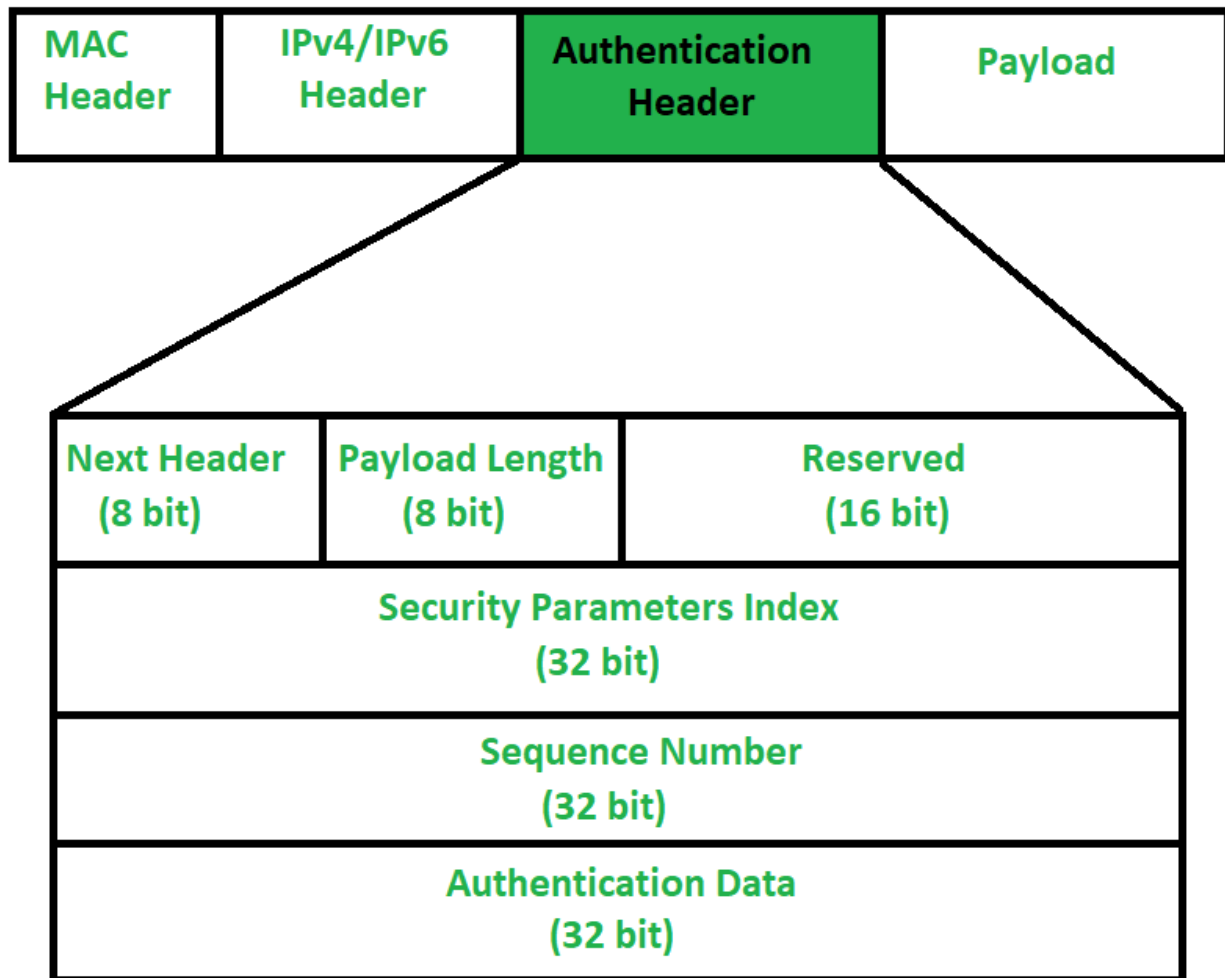 MAC
Header
IPv4/IPv6
Header
Authentication
Header
Payload
Next Header
(8 bit)
Payload Length
(8 bit)
Reserved
(16 bit)
Security Parameters Index
(32 bit)
Sequence Number
(32 bit)
Authentication Data
(32 bit)